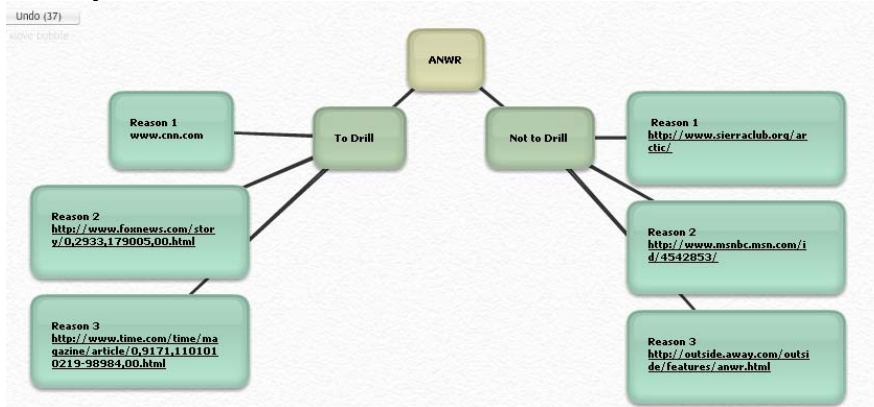 Undo (37)
Move bubble
ANWR
To Drill
Not to Drill
Reason 1
www.cnn.com
Reason 2
http://www.foxnews.com/stor
y/0,2933,179005,00.html
Reason 3
http://www.time.com/time/ma
gazine/article/0,9171,110101
0219-98984,00.html
Reason 1
http://www.sierraclub.org/ar
ctic/
Reason 2
http://www.msnbc.msn.com/i
d/4542853/
Reason 3
http://outside.away.com/outsi
de/features/anwr.html